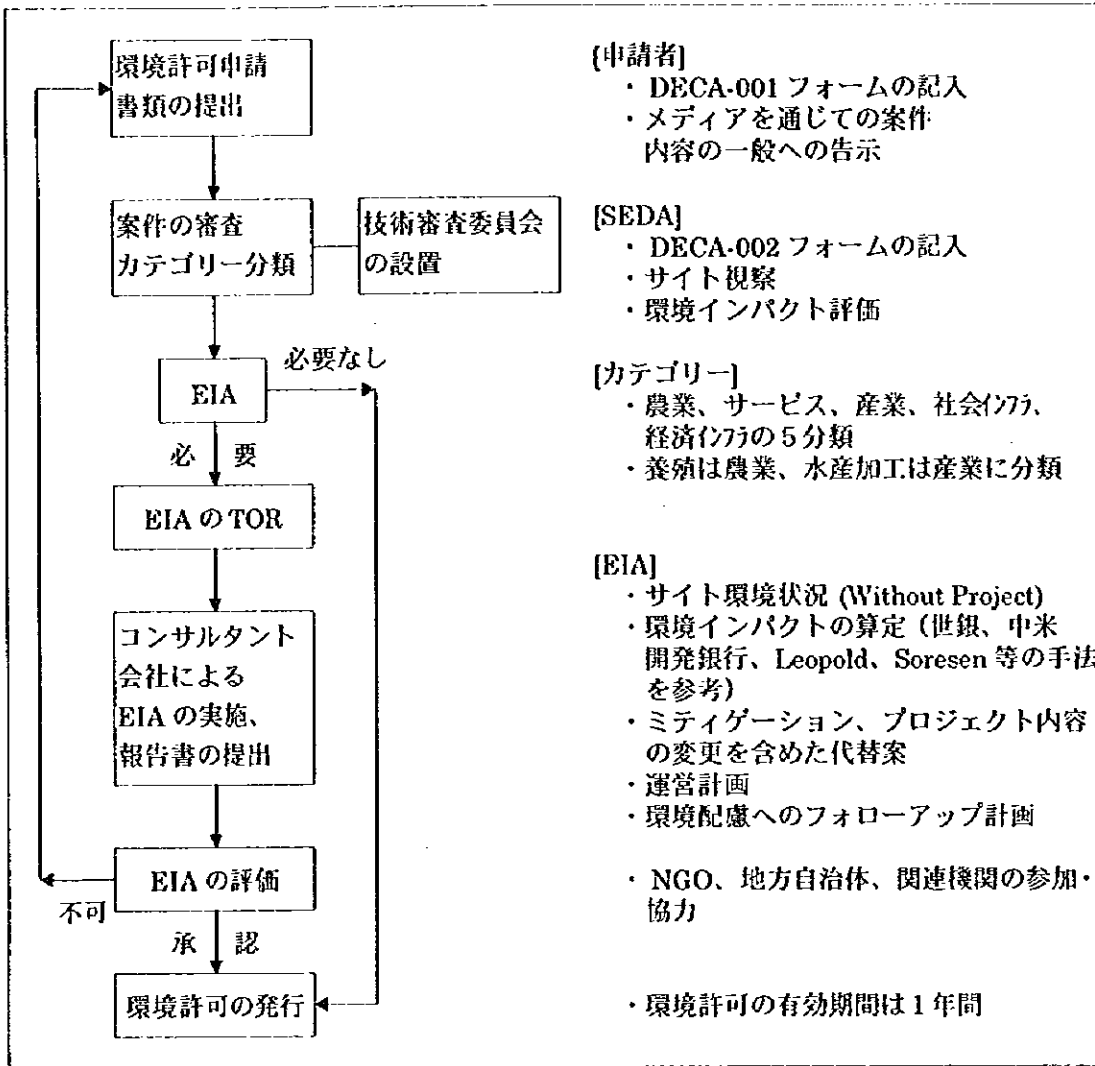 環境許可申請
書類の提出
案件の審査
カテゴリー分類
技術審査委員会
の設置
EIA
必要なし
必 要
EIA の TOR
コンサルタント
会社による
EIA の実施、
報告書の提出
EIA の評価
不可
承 認
環境許可の発行
[申請者]
・ DECA-001 フォームの記入
・メディアを通じての案件
内容の一般への告示
[SEDA]
・ DECA-002 フォームの記入
・サイト視察
・環境インパクト評価
[カテゴリー]
・農業、サービス、産業、社会ｲﾝﾌﾗ、
経済ｲﾝﾌﾗの５分類
・養殖は農業、水産加工は産業に分類
[EIA]
・サイト環境状況 (Without Project)
・環境インパクトの算定（世銀、中米
開発銀行、Leopold、Soresen 等の手法
を参考）
・ミティゲーション、プロジェクト内容
の変更を含めた代替案
・運営計画
・環境配慮へのフォローアップ計画
・ NGO、地方自治体、関連機関の参加・
協力
・環境許可の有効期間は１年間